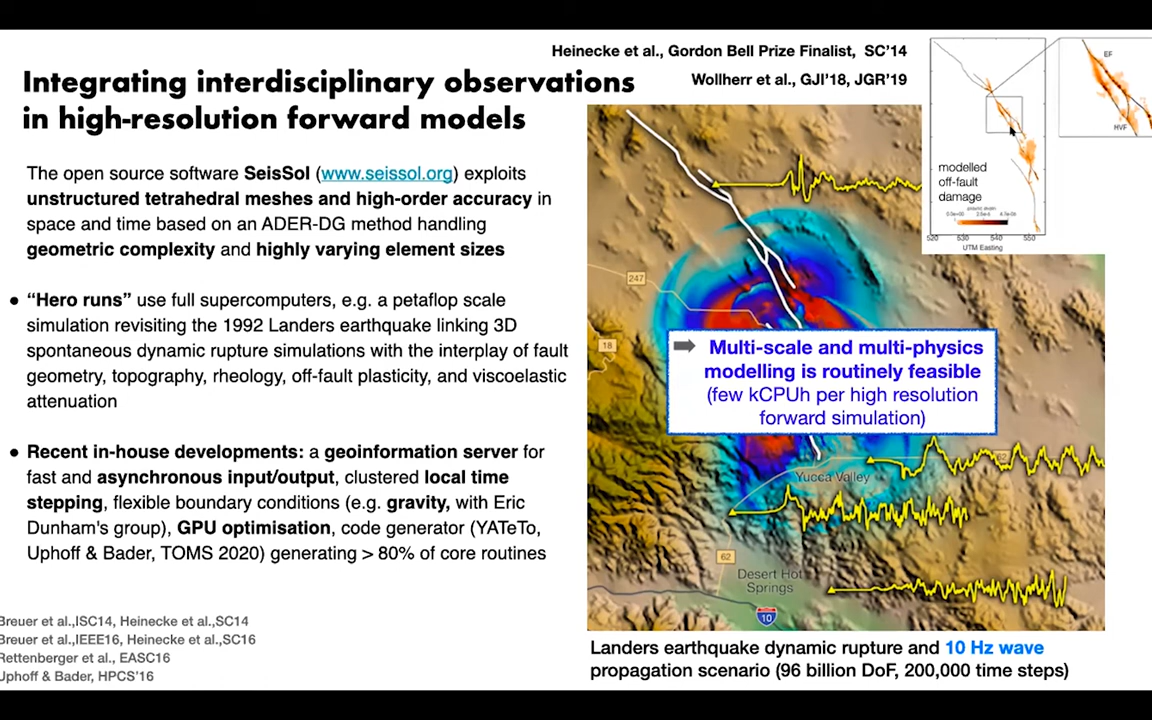 Heinecke et al., Gordon Bell Prize Finalist, SC'14
Integrating interdisciplinary observations
in high-resolution forward models
Wollherr et al., GJI'18, JGR'19
The open source software SeisSol (www.seissol.org) exploits
unstructured tetrahedral meshes and high-order accuracy in
space and time based on an ADER-DG method handling
geometric complexity and highly varying element sizes
• “Hero runs” use full supercomputers, e.g. a petaflop scale
simulation revisiting the 1992 Landers earthquake linking 3D
spontaneous dynamic rupture simulations with the interplay of fault
geometry, topography, rheology, off-fault plasticity, and viscoelastic
attenuation
• Recent in-house developments: a geoinformation server for
fast and asynchronous input/output, clustered local time
stepping, flexible boundary conditions (e.g. gravity, with Eric
Dunham's group), GPU optimisation, code generator (YATeTo,
Uphoff & Bader, TOMS 2020) generating > 80% of core routines
Breuer et al.,ISC14, Heinecke et al.,SC14
Breuer et al.,IEEE16, Heinecke et al.,SC16
Rettenberger et al., EASC16
Uphoff & Bader, HPCS'16
EF
HVF
modelled
off-fault
damage
530
540
550
UTM Easting
247
18
➡ Multi-scale and multi-physics
modelling is routinely feasible
(few kCPUh per high resolution
forward simulation)
62
Yucca Valley
62
Desert Hot
Springs
10
Landers earthquake dynamic rupture and 10 Hz wave
propagation scenario (96 billion DoF, 200,000 time steps)